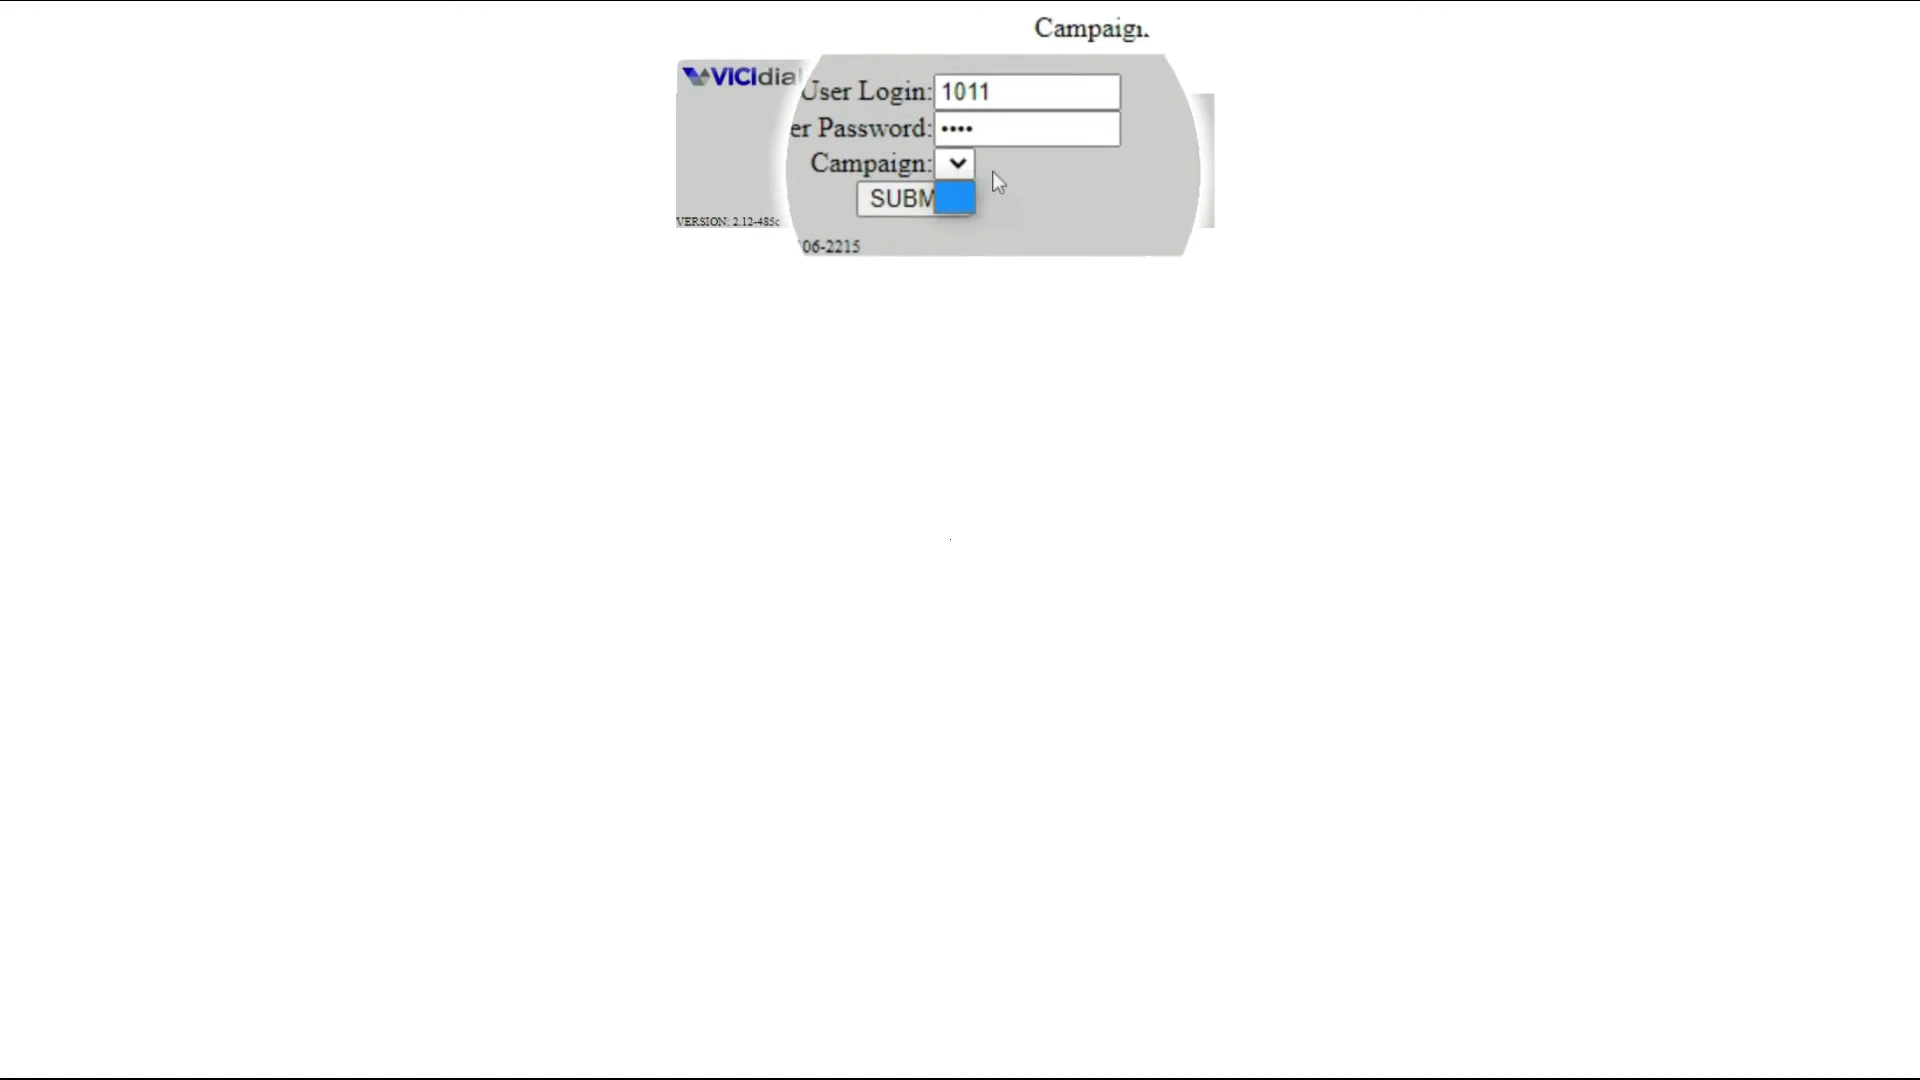 Campaign
VICIdial
User Login: 1011
er Password: ••••
Campaign:
SUBM
VERSION: 2.12-485c
06-2215